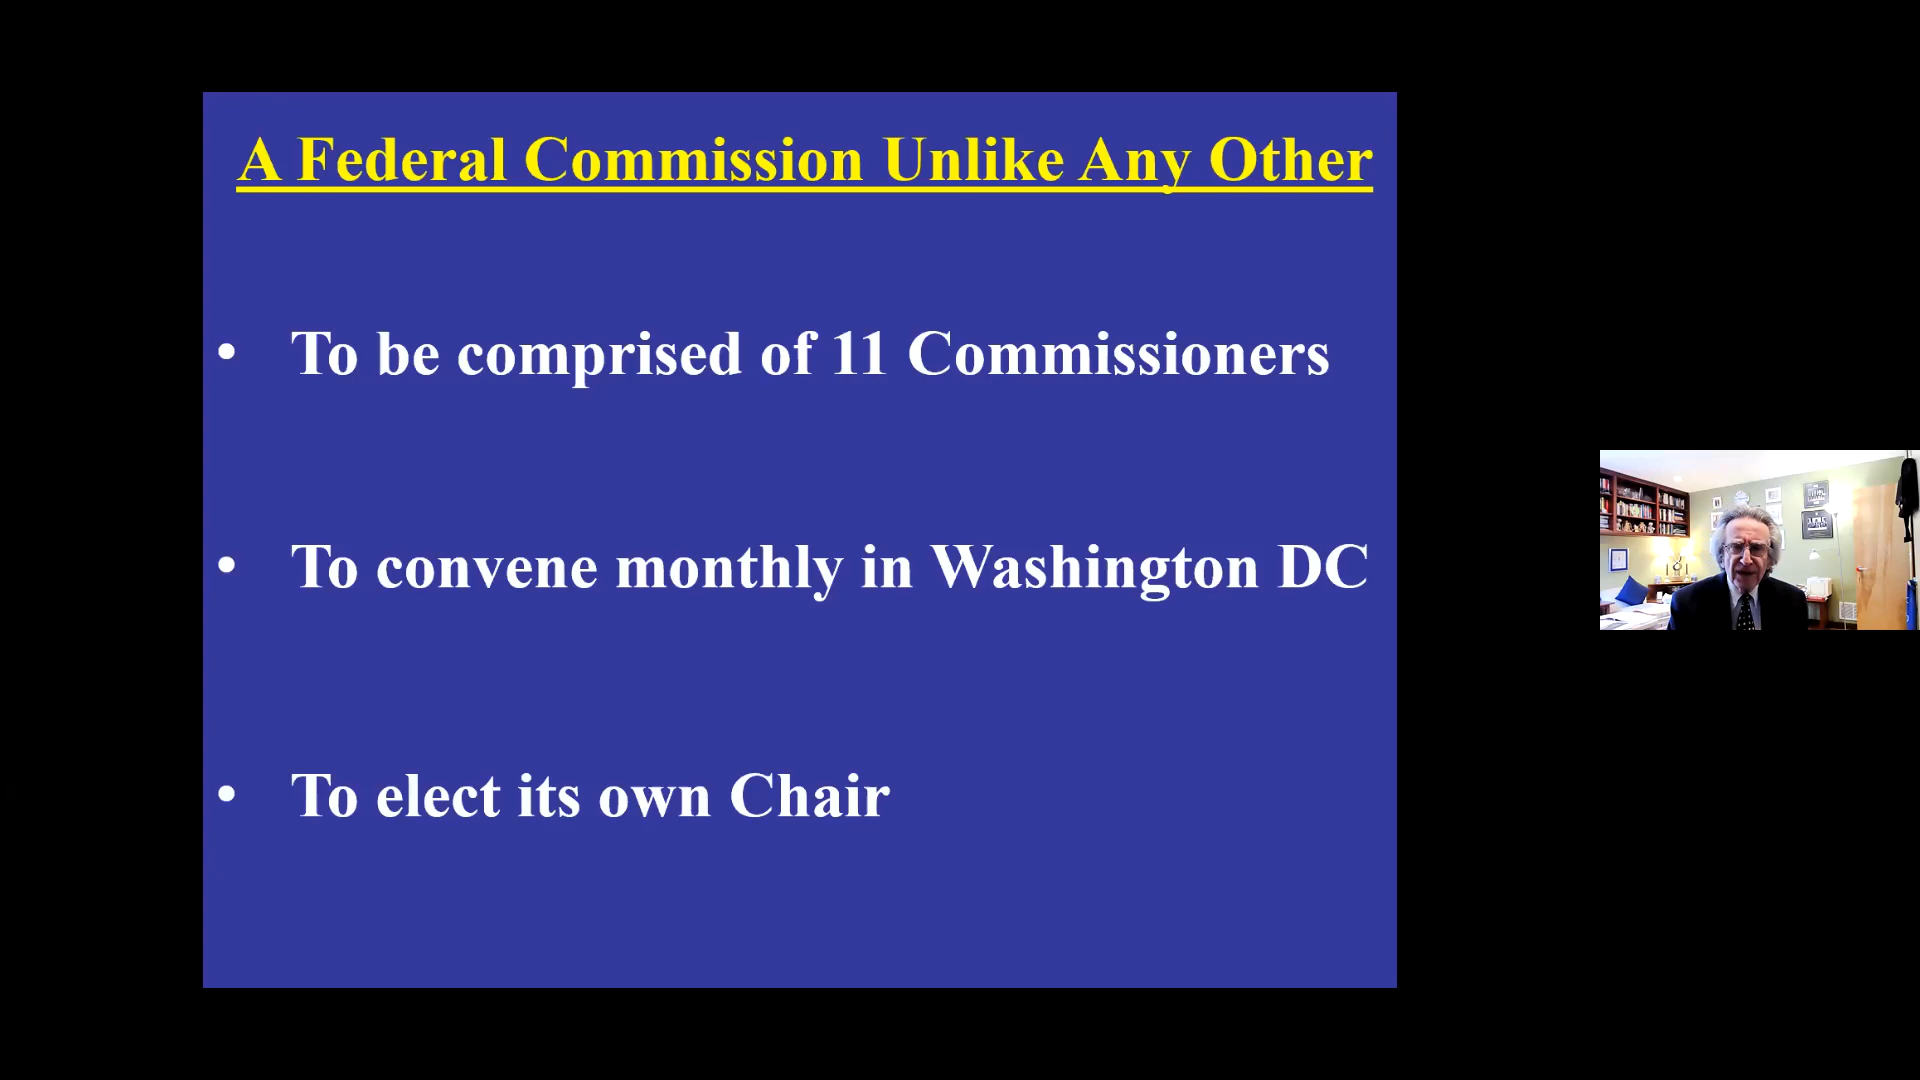 A Federal Commission Unlike Any Other
• To be comprised of 11 Commissioners
• To convene monthly in Washington DC
• To elect its own Chair